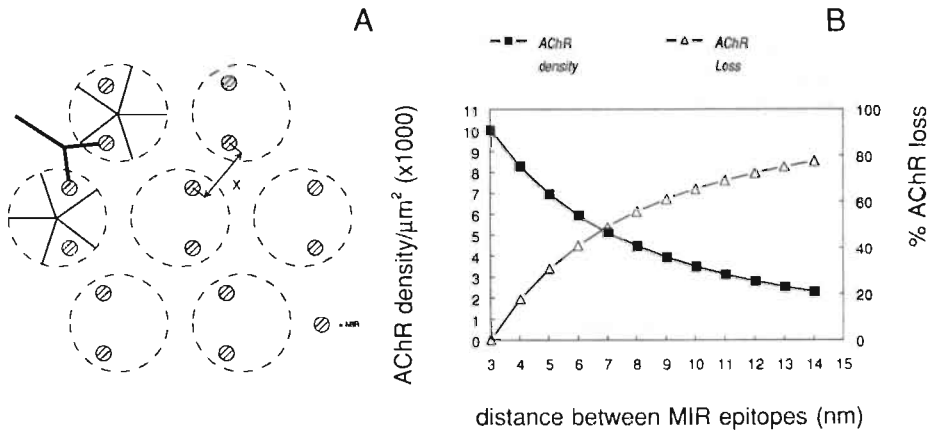 A
X
= MIR
B
AChR density
AChR Loss
AChR density/μm² (x1000)
11
10
9
8
7
6
5
4
3
2
1
0
100
80
60
40
20
0
% AChR loss
3 4 5 6 7 8 9 10 11 12 13 14 15
distance between MIR epitopes (nm)